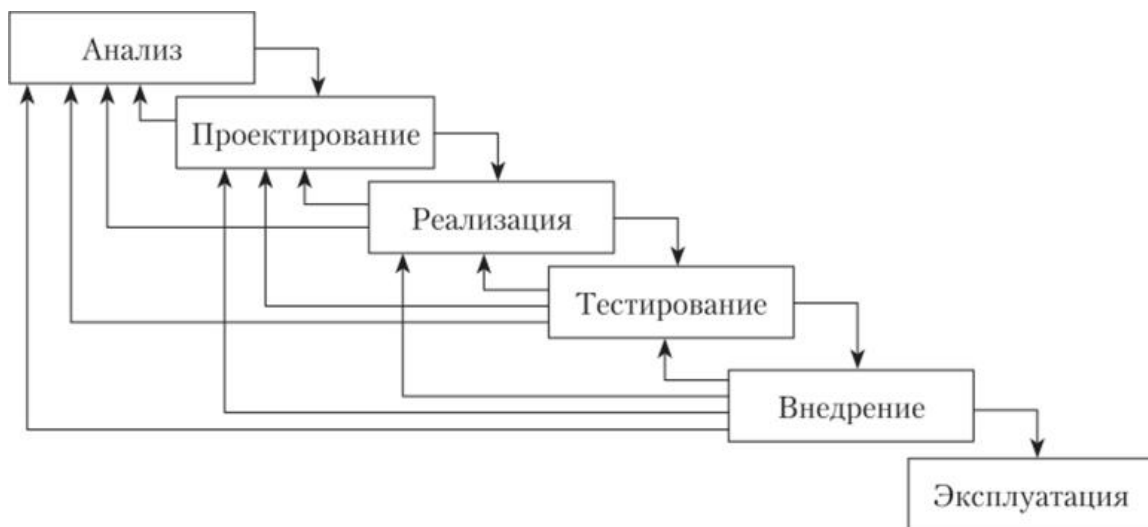 Анализ
Проектирование
Реализация
Тестирование
Внедрение
Эксплуатация